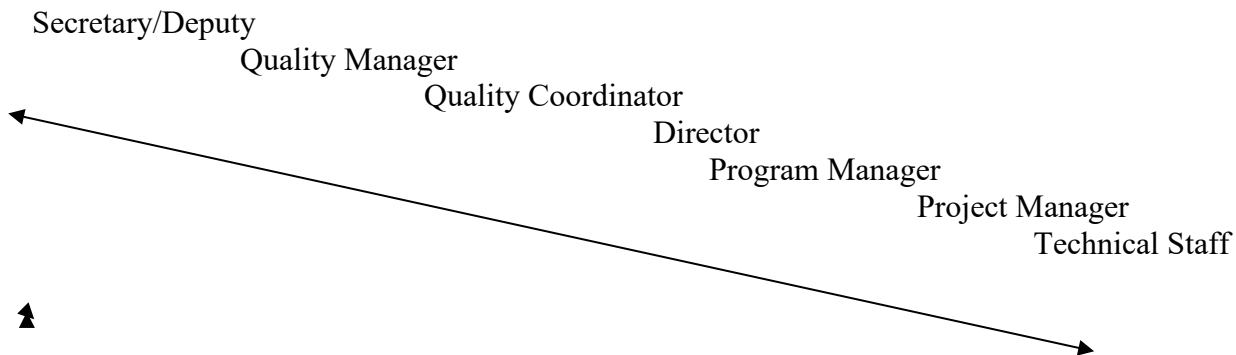 Secretary/Deputy
Quality Manager
Quality Coordinator
Director
Program Manager
Project Manager
Technical Staff